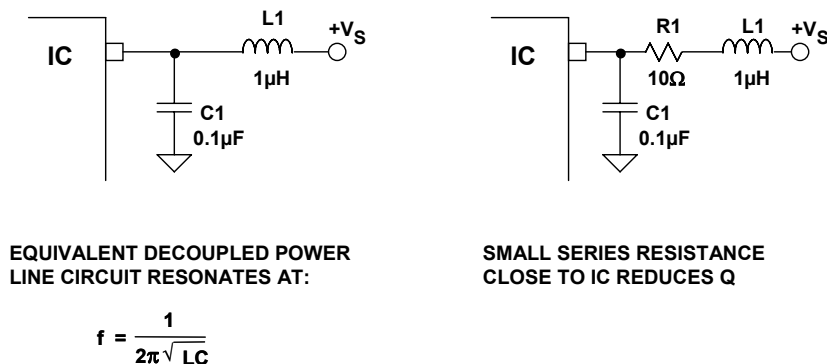 IC
L1
+VS
1µH
C1
0.1µF
IC
R1
L1
+VS
10Ω
1µH
C1
0.1µF
EQUIVALENT DECOUPLED POWER
LINE CIRCUIT RESONATES AT:
f = 1 / 2π√LC
SMALL SERIES RESISTANCE
CLOSE TO IC REDUCES Q